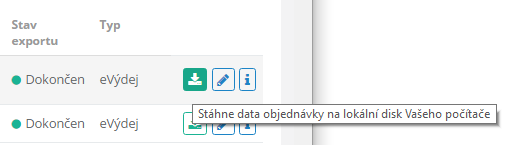 Stav Typ
exportu
Dokončen eVýdej
Stáhne data objednávky na lokální disk Vašeho počítače
Dokončen eVýdej